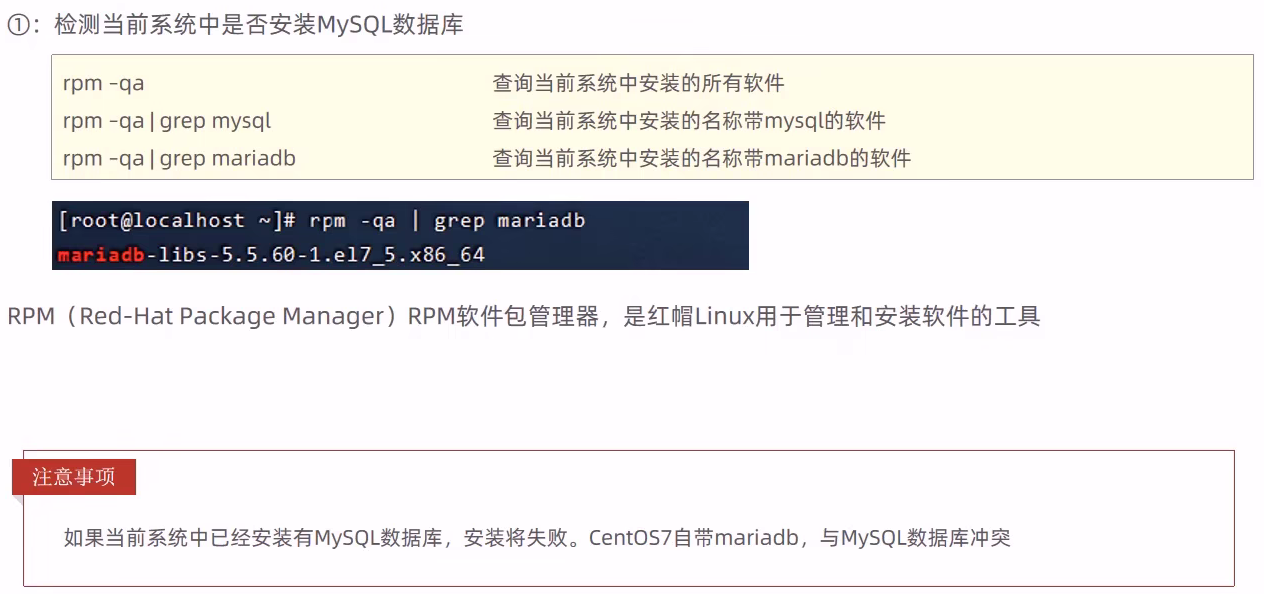 ①：检测当前系统中是否安装MySQL数据库
rpm –qa 查询当前系统中安装的所有软件
rpm –qa | grep mysql 查询当前系统中安装的名称带mysql的软件
rpm –qa | grep mariadb 查询当前系统中安装的名称带mariadb的软件
[root@localhost ~]# rpm -qa | grep mariadb
mariadb-libs-5.5.60-1.el7_5.x86_64
RPM（Red-Hat Package Manager）RPM软件包管理器，是红帽Linux用于管理和安装软件的工具
注意事项
如果当前系统中已经安装有MySQL数据库，安装将失败。CentOS7自带mariadb，与MySQL数据库冲突